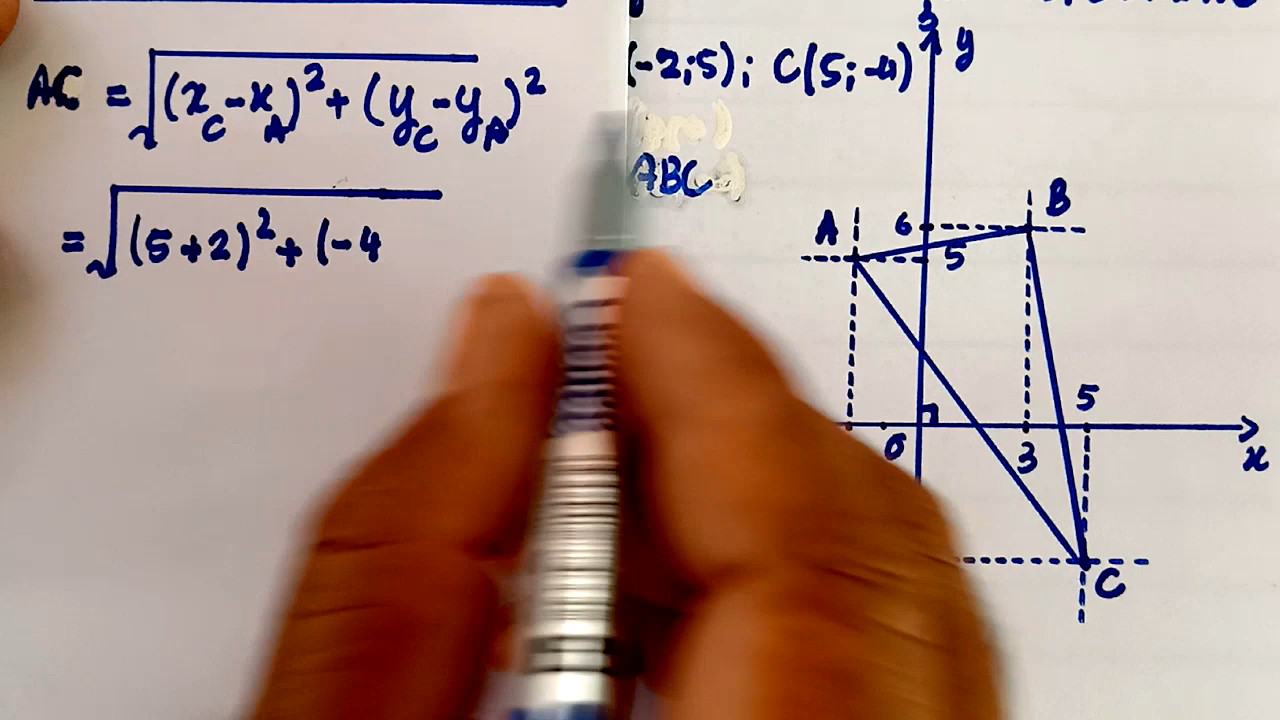 AC = √(x_C - x_A)² + (y_C - y_A)²
= √(5+2)² + (-4
(-2;5); C(5;-4)
ABC
y
A
B
6
5
5
0
3
x
C